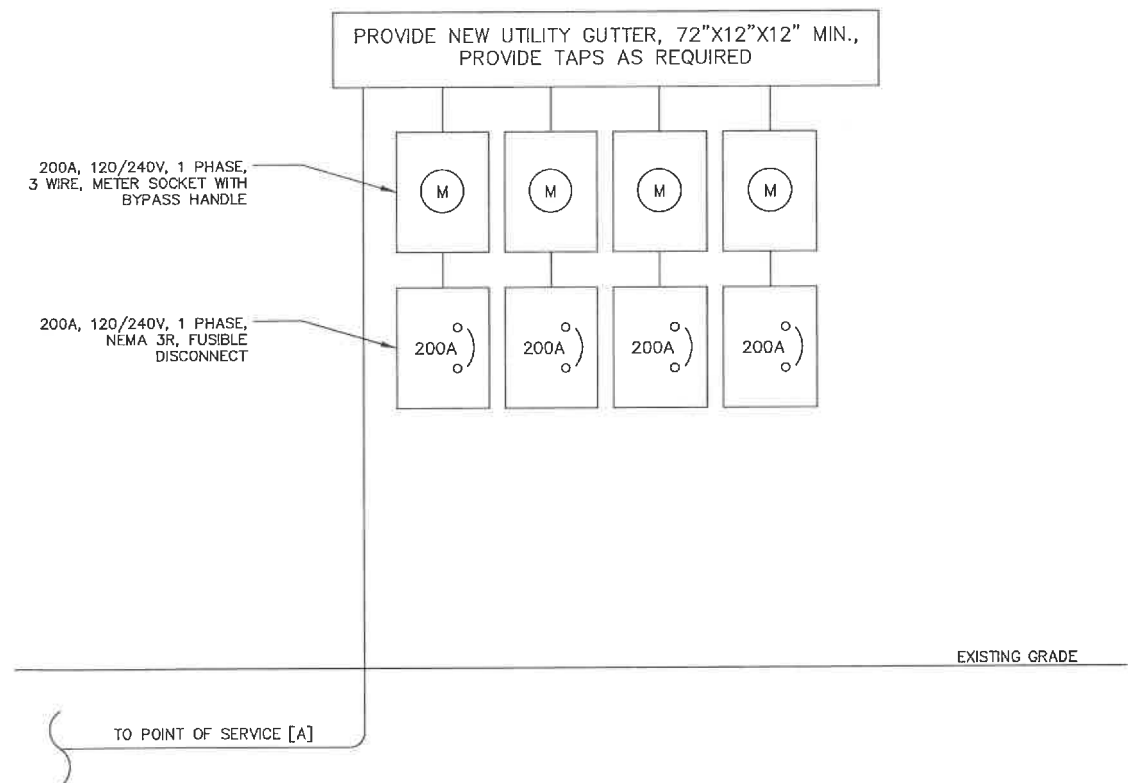 PROVIDE NEW UTILITY GUTTER, 72"X12"X12" MIN.,
PROVIDE TAPS AS REQUIRED
200A, 120/240V, 1 PHASE,
3 WIRE, METER SOCKET WITH
BYPASS HANDLE
M M M M
200A, 120/240V, 1 PHASE,
NEMA 3R, FUSIBLE
DISCONNECT
200A 200A 200A 200A
EXISTING GRADE
TO POINT OF SERVICE [A]